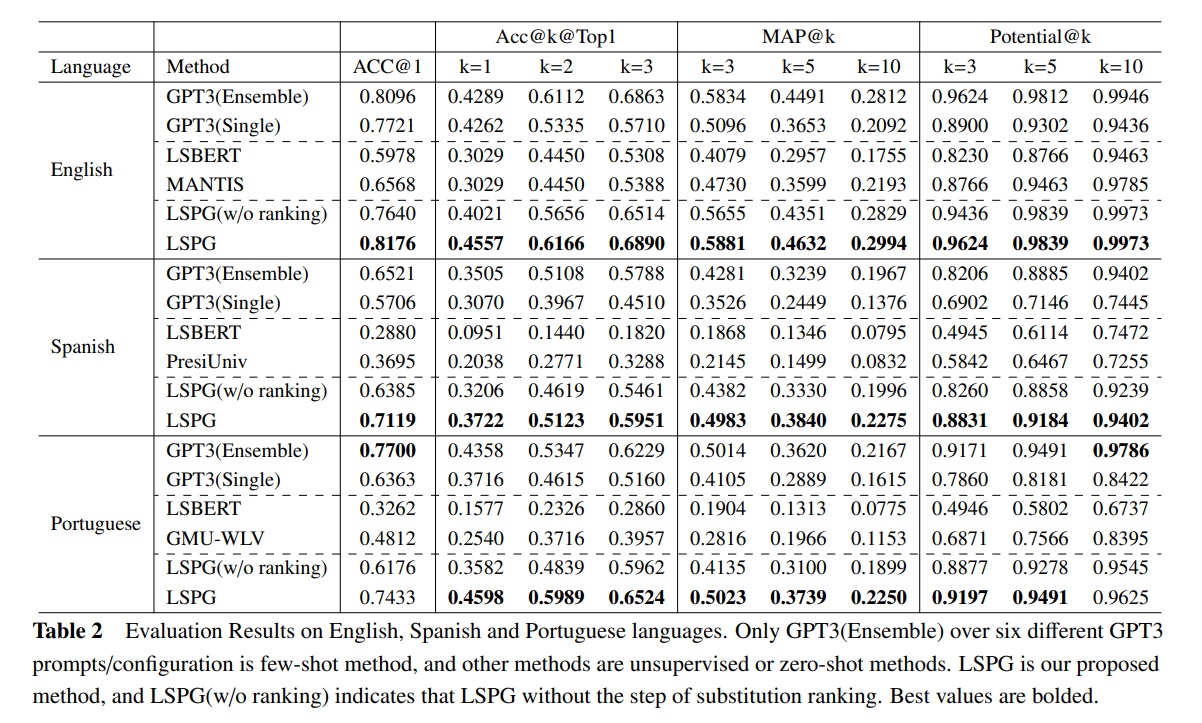 Acc@k@Top1 MAP@k Potential@k
Language Method ACC@1 k=1 k=2 k=3 k=3 k=5 k=10 k=3 k=5 k=10
GPT3(Ensemble) 0.8096 0.4289 0.6112 0.6863 0.5834 0.4491 0.2812 0.9624 0.9812 0.9946
GPT3(Single) 0.7721 0.4262 0.5335 0.5710 0.5096 0.3653 0.2092 0.8900 0.9302 0.9436
LSBERT 0.5978 0.3029 0.4450 0.5308 0.4079 0.2957 0.1755 0.8230 0.8766 0.9463
English
MANTIS 0.6568 0.3029 0.4450 0.5388 0.4730 0.3599 0.2193 0.8766 0.9463 0.9785
LSPG(w/o ranking) 0.7640 0.4021 0.5656 0.6514 0.5655 0.4351 0.2829 0.9436 0.9839 0.9973
LSPG 0.8176 0.4557 0.6166 0.6890 0.5881 0.4632 0.2994 0.9624 0.9839 0.9973
GPT3(Ensemble) 0.6521 0.3505 0.5108 0.5788 0.4281 0.3239 0.1967 0.8206 0.8885 0.9402
GPT3(Single) 0.5706 0.3070 0.3967 0.4510 0.3526 0.2449 0.1376 0.6902 0.7146 0.7445
LSBERT 0.2880 0.0951 0.1440 0.1820 0.1868 0.1346 0.0795 0.4945 0.6114 0.7472
Spanish
PresiUniv 0.3695 0.2038 0.2771 0.3288 0.2145 0.1499 0.0832 0.5842 0.6467 0.7255
LSPG(w/o ranking) 0.6385 0.3206 0.4619 0.5461 0.4382 0.3330 0.1996 0.8260 0.8858 0.9239
LSPG 0.7119 0.3722 0.5123 0.5951 0.4983 0.3840 0.2275 0.8831 0.9184 0.9402
GPT3(Ensemble) 0.7700 0.4358 0.5347 0.6229 0.5014 0.3620 0.2167 0.9171 0.9491 0.9786
GPT3(Single) 0.6363 0.3716 0.4615 0.5160 0.4105 0.2889 0.1615 0.7860 0.8181 0.8422
LSBERT 0.3262 0.1577 0.2326 0.2860 0.1904 0.1313 0.0775 0.4946 0.5802 0.6737
Portuguese
GMU-WLV 0.4812 0.2540 0.3716 0.3957 0.2816 0.1966 0.1153 0.6871 0.7566 0.8395
LSPG(w/o ranking) 0.6176 0.3582 0.4839 0.5962 0.4135 0.3100 0.1899 0.8877 0.9278 0.9545
LSPG 0.7433 0.4598 0.5989 0.6524 0.5023 0.3739 0.2250 0.9197 0.9491 0.9625
Table 2 Evaluation Results on English, Spanish and Portuguese languages. Only GPT3(Ensemble) over six different GPT3
prompts/configuration is few-shot method, and other methods are unsupervised or zero-shot methods. LSPG is our proposed
method, and LSPG(w/o ranking) indicates that LSPG without the step of substitution ranking. Best values are bolded.